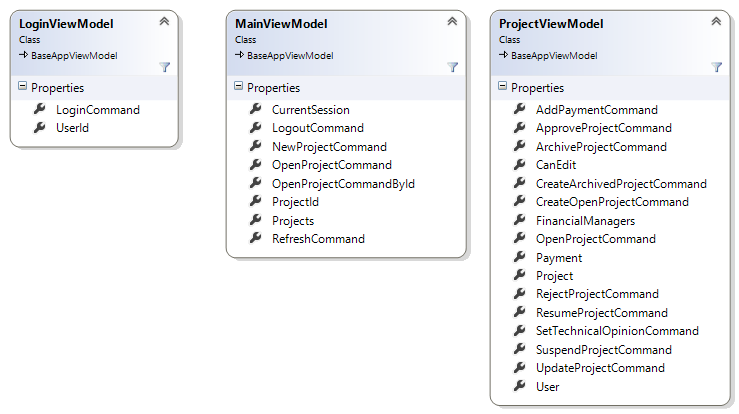 LoginViewModel
Class
BaseAppViewModel
Properties
LoginCommand
UserId
MainViewModel
Class
BaseAppViewModel
Properties
CurrentSession
LogoutCommand
NewProjectCommand
OpenProjectCommand
OpenProjectCommandById
ProjectId
Projects
RefreshCommand
ProjectViewModel
Class
BaseAppViewModel
Properties
AddPaymentCommand
ApproveProjectCommand
ArchiveProjectCommand
CanEdit
CreateArchivedProjectCommand
CreateOpenProjectCommand
FinancialManagers
OpenProjectCommand
Payment
Project
RejectProjectCommand
ResumeProjectCommand
SetTechnicalOpinionCommand
SuspendProjectCommand
UpdateProjectCommand
User